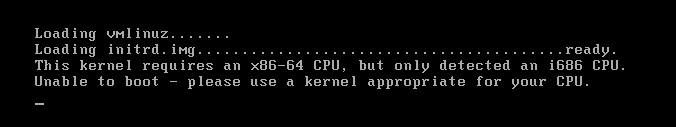 Loading vmlinuz.......
Loading initrd.img..........................................ready.
This kernel requires an x86-64 CPU, but only detected an i686 CPU.
Unable to boot - please use a kernel appropriate for your CPU.
_